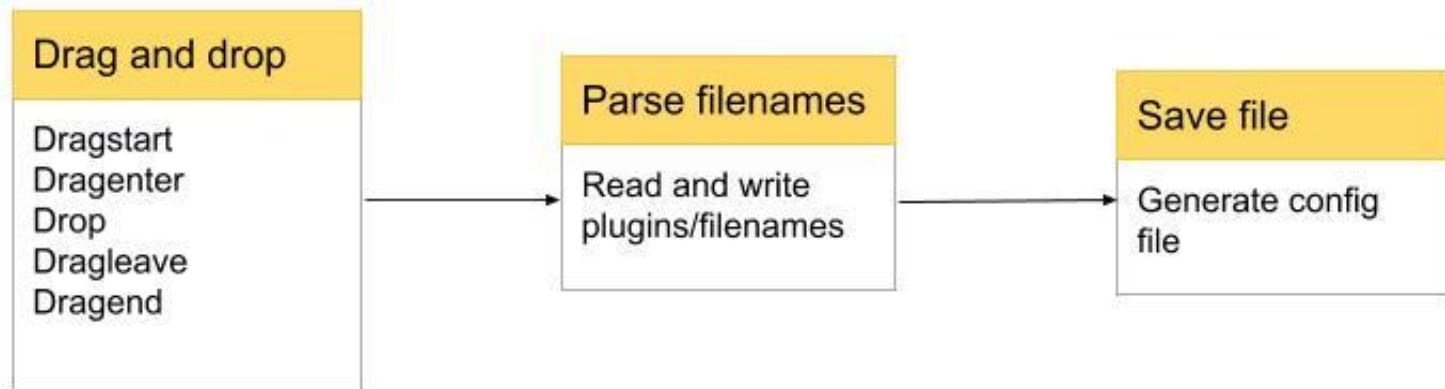 Drag and drop
Dragstart
Dragenter
Drop
Dragleave
Dragend
Parse filenames
Read and write
plugins/filenames
Save file
Generate config
file